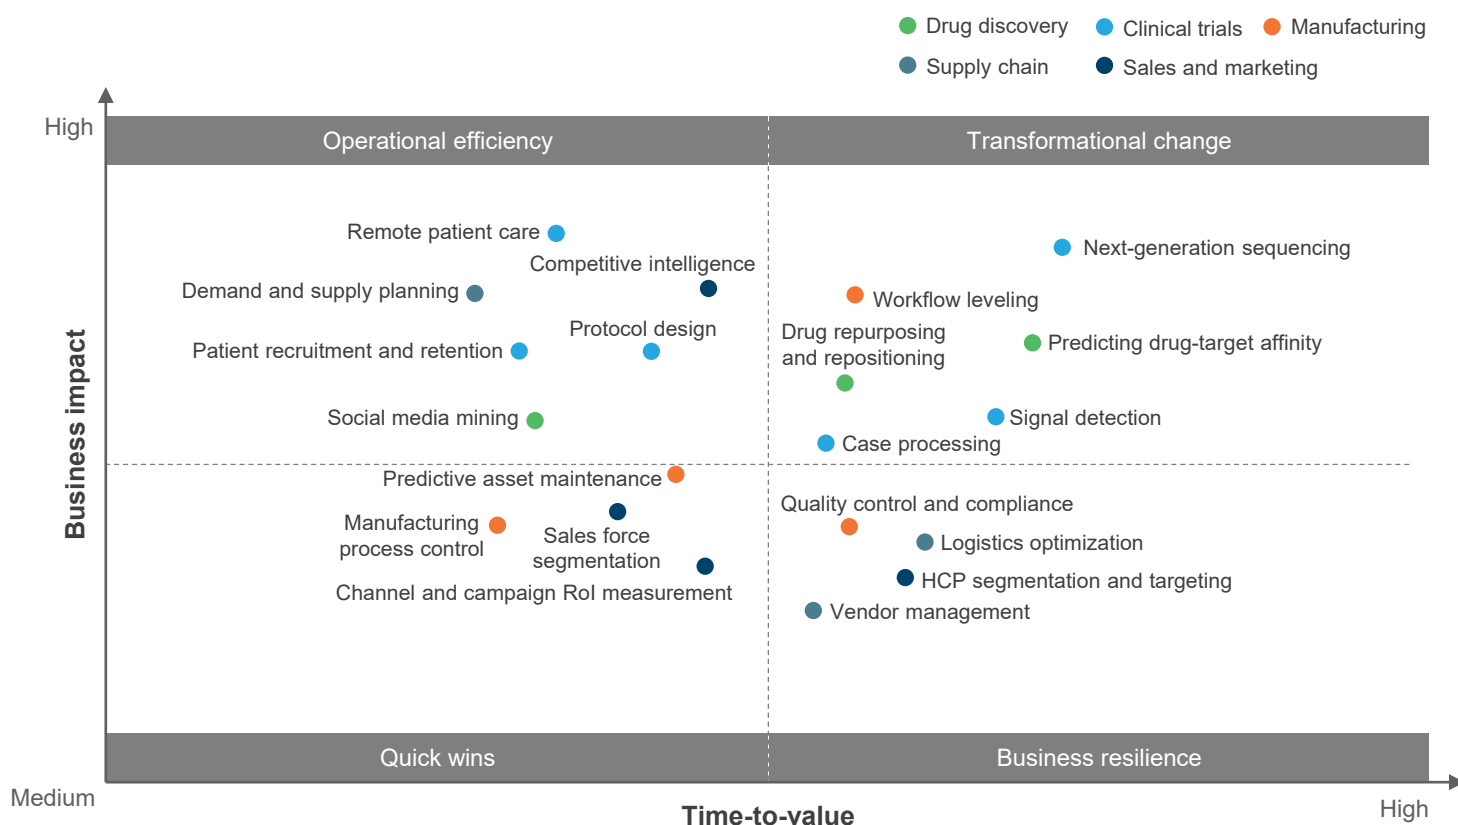 Drug discovery
Clinical trials
Manufacturing
Supply chain
Sales and marketing
High
Operational efficiency
Transformational change
Remote patient care
Competitive intelligence
Next-generation sequencing
Demand and supply planning
Workflow leveling
Protocol design
Drug repurposing
and repositioning
Predicting drug-target affinity
Patient recruitment and retention
Social media mining
Signal detection
Case processing
Business impact
Predictive asset maintenance
Quality control and compliance
Manufacturing
process control
Sales force
segmentation
Logistics optimization
Channel and campaign RoI measurement
HCP segmentation and targeting
Vendor management
Quick wins
Business resilience
Medium
Time-to-value
High